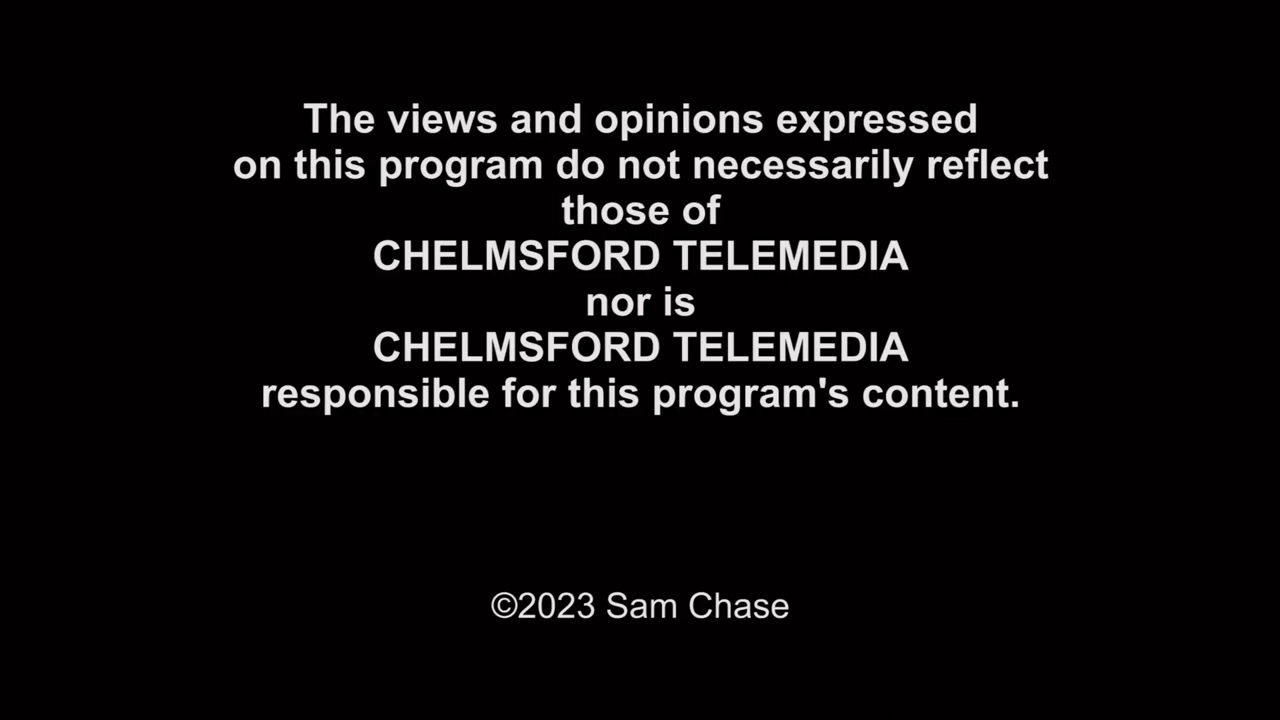 The views and opinions expressed
on this program do not necessarily reflect
those of
CHELMSFORD TELEMEDIA
nor is
CHELMSFORD TELEMEDIA
responsible for this program's content.
©2023 Sam Chase